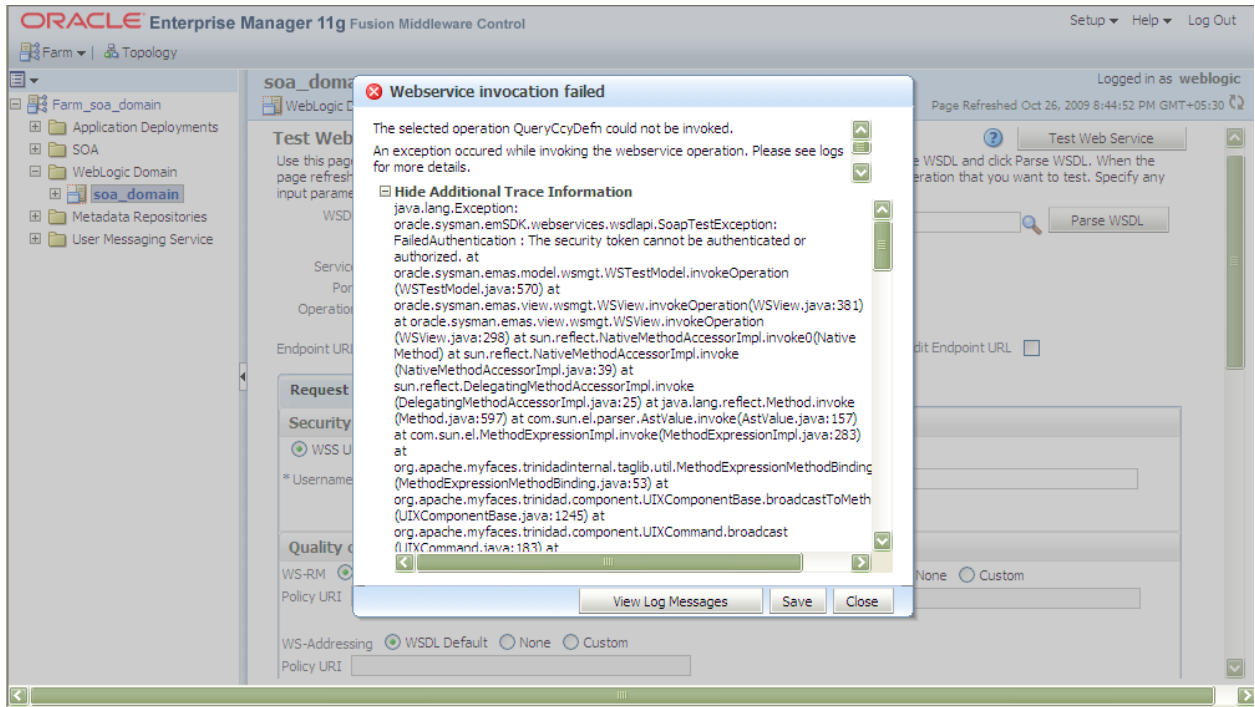 ORACLE Enterprise Manager 11g Fusion Middleware Control
Setup Help Log Out
Farm | Topology
soa_doma
Logged in as weblogic
Farm_soa_domain
WebLogic D
Page Refreshed Oct 26, 2009 8:44:52 PM GMT+05:30
Application Deployments
SOA
WebLogic Domain
soa_domain
Metadata Repositories
User Messaging Service
Test Web
Test Web Service
Use this pag
e WSDL and click Parse WSDL. When the
page refresh
eration that you want to test. Specify any
input parame
WSD
Parse WSDL
Servic
Por
Operatio
Endpoint URL
dit Endpoint URL
Request
Security
WSS U
* Username
Quality o
WS-RM
None Custom
Policy URI
WS-Addressing WSDL Default None Custom
Policy URI
Webservice invocation failed
The selected operation QueryCcyDefn could not be invoked.
An exception occured while invoking the webservice operation. Please see logs
for more details.
Hide Additional Trace Information
java.lang.Exception:
oracle.sysman.emSDK.webservices.wsdlapi.SoapTestException:
FailedAuthentication : The security token cannot be authenticated or
authorized. at
oracle.sysman.emas.model.wsmgt.WSTestModel.invokeOperation
(WSTestModel.java:570) at
oracle.sysman.emas.view.wsmgt.WSView.invokeOperation(WSView.java:381)
at oracle.sysman.emas.view.wsmgt.WSView.invokeOperation
(WSView.java:298) at sun.reflect.NativeMethodAccessorImpl.invoke0(Native
Method) at sun.reflect.NativeMethodAccessorImpl.invoke
(NativeMethodAccessorImpl.java:39) at
sun.reflect.DelegatingMethodAccessorImpl.invoke
(DelegatingMethodAccessorImpl.java:25) at java.lang.reflect.Method.invoke
(Method.java:597) at com.sun.el.parser.AstValue.invoke(AstValue.java:157)
at com.sun.el.MethodExpressionImpl.invoke(MethodExpressionImpl.java:283)
at
org.apache.myfaces.trinidadinternal.taglib.util.MethodExpressionMethodBinding
(MethodExpressionMethodBinding.java:53) at
org.apache.myfaces.trinidad.component.UIXComponentBase.broadcastToMeth
(UIXComponentBase.java:1245) at
org.apache.myfaces.trinidad.component.UIXCommand.broadcast
(UIXCommand.java:183) at
View Log Messages Save Close